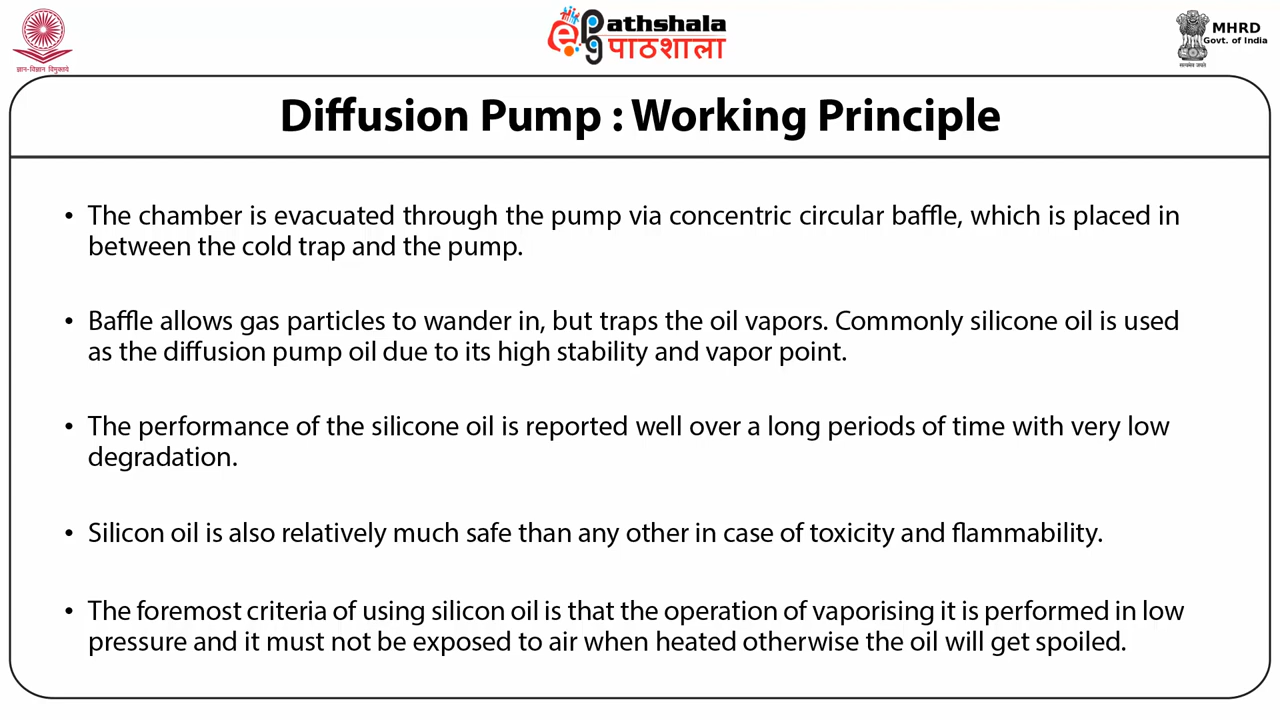 ज्ञान-विज्ञान विमुक्तये
ePathshala
पाठशाला
MHRD
Govt. of India
सत्यमेव जयते
Diffusion Pump : Working Principle
• The chamber is evacuated through the pump via concentric circular baffle, which is placed in
between the cold trap and the pump.
• Baffle allows gas particles to wander in, but traps the oil vapors. Commonly silicone oil is used
as the diffusion pump oil due to its high stability and vapor point.
• The performance of the silicone oil is reported well over a long periods of time with very low
degradation.
• Silicon oil is also relatively much safe than any other in case of toxicity and flammability.
• The foremost criteria of using silicon oil is that the operation of vaporising it is performed in low
pressure and it must not be exposed to air when heated otherwise the oil will get spoiled.